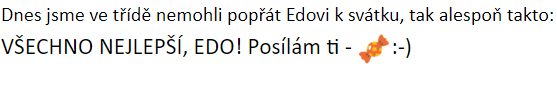 Dnes jsme ve třídě nemohli popřát Edovi k svátku, tak alespoň takto:
VŠECHNO NEJLEPŠÍ, EDO! Posílám ti - 🍬 :-)